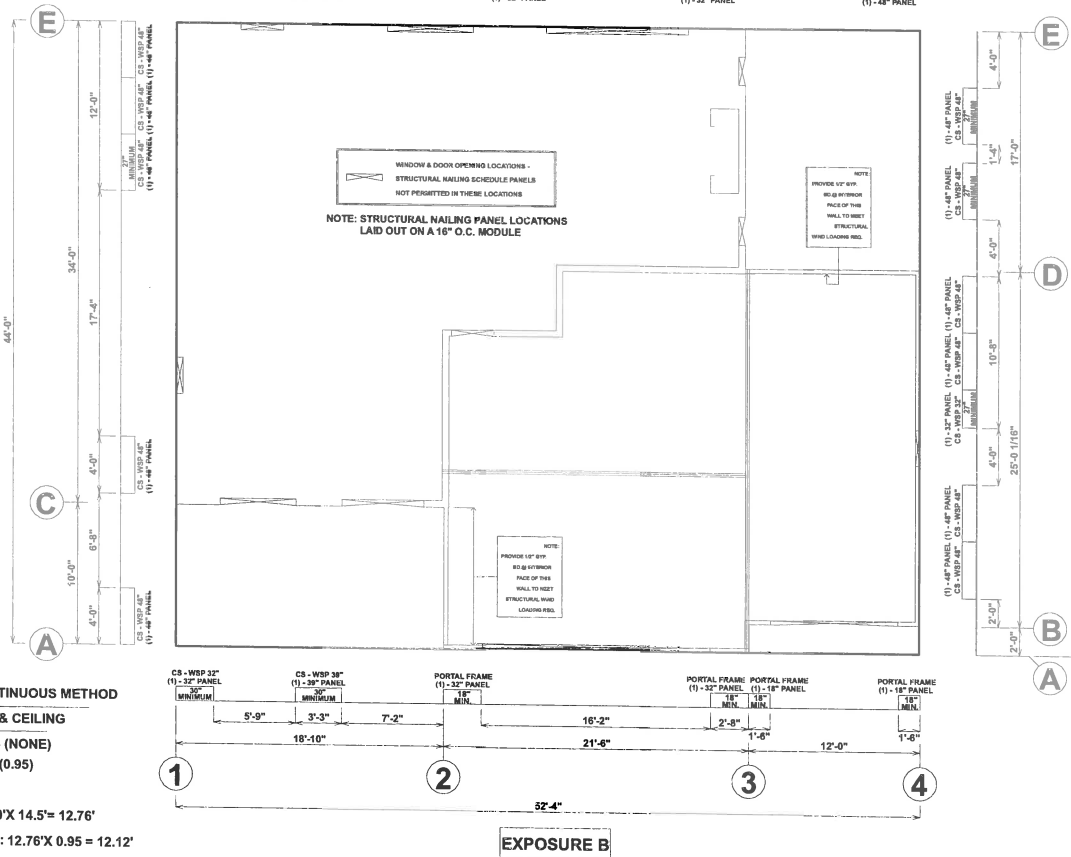 (1) - 32" PANEL
(1) - 48" PANEL
E
E
CS - WSP 48"
(1) - 48" PANEL
CS - WSP 48"
(1) - 48" PANEL
CS - WSP 48"
(1) - 48" PANEL
27"
MINIMUM
12'-0"
34'-0"
44'-0"
17'-4"
CS - WSP 48"
(1) - 48" PANEL
4'-0"
C
6'-8"
10'-0"
4'-0"
CS - WSP 48"
(1) - 48" PANEL
A
WINDOW & DOOR OPENING LOCATIONS -
STRUCTURAL NAILING SCHEDULE PANELS
NOT PERMITTED IN THESE LOCATIONS
NOTE: STRUCTURAL NAILING PANEL LOCATIONS
LAID OUT ON A 16" O.C. MODULE
NOTE:
PROVIDE 1/2" GYP.
BD.@ INTERIOR
FACE OF THIS
WALL TO MEET
STRUCTURAL
WIND LOADING REQ.
NOTE:
PROVIDE 1/2" GYP.
BD.@ INTERIOR
FACE OF THIS
WALL TO MEET
STRUCTURAL WIND
LOADING REQ.
4'-0"
(1) - 48" PANEL
CS - WSP 48"
27"
MINIMUM
1'-4"
17'-0"
(1) - 48" PANEL
CS - WSP 48"
27"
MINIMUM
4'-0"
D
(1) - 48" PANEL
CS - WSP 48"
(1) - 48" PANEL
CS - WSP 48"
10'-8"
(1) - 32" PANEL
CS - WSP 32"
27"
MINIMUM
4'-0"
25'-0 1/16"
(1) - 48" PANEL
CS - WSP 48"
(1) - 48" PANEL
CS - WSP 48"
2'-0"
B
2'-0"
A
CS - WSP 32"
(1) - 32" PANEL
30"
MINIMUM
CS - WSP 39"
(1) - 39" PANEL
30"
MINIMUM
PORTAL FRAME
(1) - 32" PANEL
18"
MIN.
PORTAL FRAME
(1) - 32" PANEL
18"
MIN.
PORTAL FRAME
(1) - 18" PANEL
18"
MIN.
PORTAL FRAME
(1) - 18" PANEL
18"
MIN.
5'-9"
3'-3"
7'-2"
16'-2"
2'-8"
1'-6"
1'-6"
18'-10"
21'-6"
12'-0"
1
2
3
4
52'-4"
EXPOSURE B
TINUOUS METHOD
& CEILING
(NONE)
(0.95)
'X 14.5'= 12.76'
: 12.76'X 0.95 = 12.12'